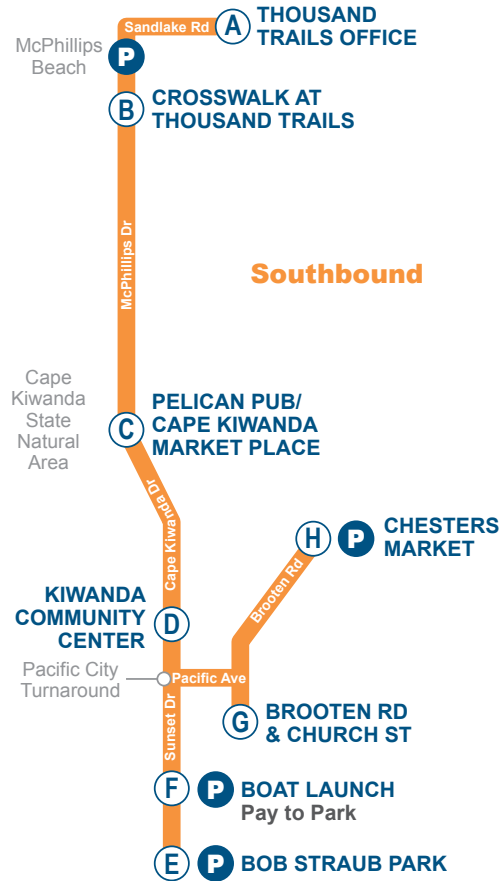 Sandlake Rd
A
THOUSAND
TRAILS OFFICE
McPhillips
Beach
P
B
CROSSWALK AT
THOUSAND TRAILS
McPhillips Dr
Southbound
Cape
Kiwanda
State
Natural
Area
C
PELICAN PUB/
CAPE KIWANDA
MARKET PLACE
Cape Kiwanda Dr
H
P
CHESTERS
MARKET
Brooten Rd
KIWANDA
COMMUNITY
CENTER
D
Pacific City
Turnaround
Pacific Ave
Sunset Dr
G
BROOTEN RD
& CHURCH ST
F
P
BOAT LAUNCH
Pay to Park
E
P
BOB STRAUB PARK